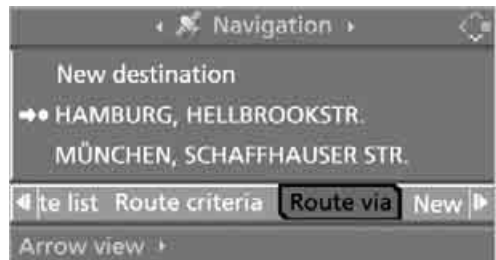 Navigation
New destination
HAMBURG, HELLBROOKSTR.
MÜNCHEN, SCHAFFHAUSER STR.
te list Route criteria Route via New
Arrow view